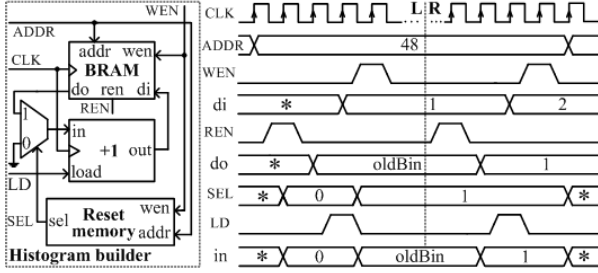 WEN
ADDR
addr wen
CLK
BRAM
do ren di
REN
1
in
0
+1 out
load
LD
Reset wen
SEL sel
memory addr
Histogram builder
CLK ... L R ...
ADDR 48
WEN
di * 1 2
REN
do * oldBin 1
SEL * 0 1 *
LD
in * 0 oldBin 1 *